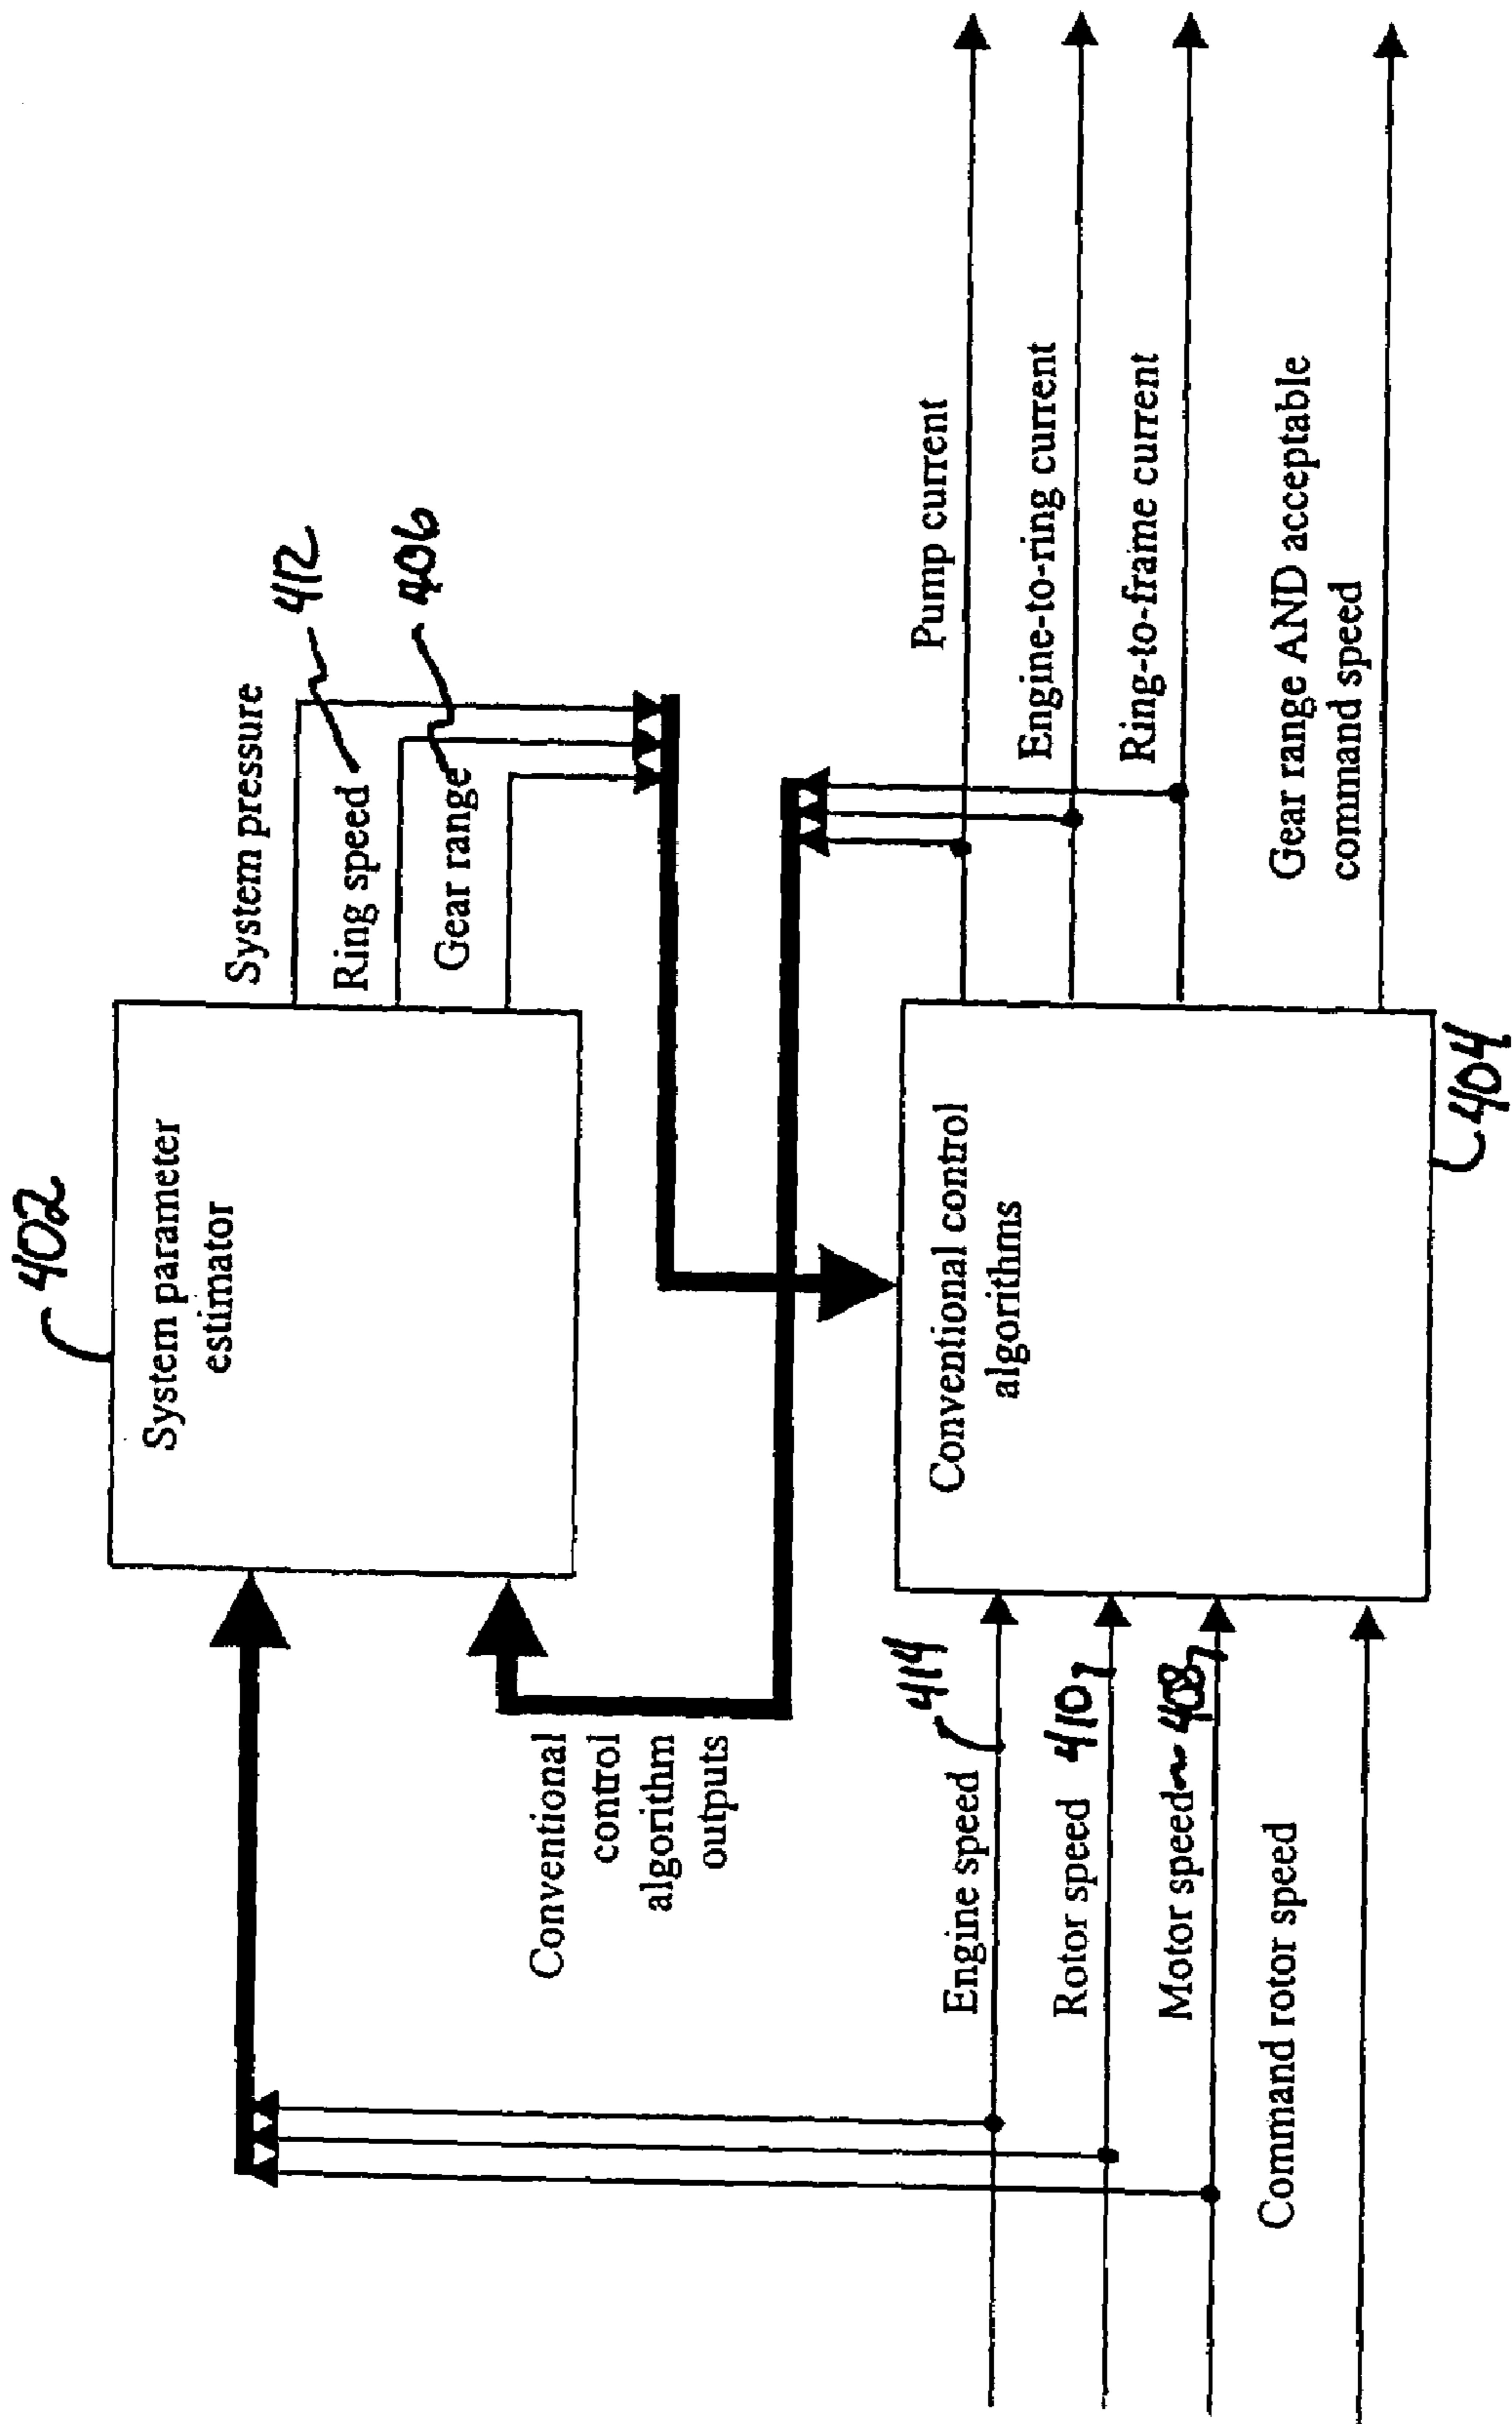 402
System parameter
estimator
System pressure
412
Ring speed
406
Gear range
Conventional
control
algorithm
outputs
Engine speed
414
Rotor speed 410
Motor speed 408
Command rotor speed
Conventional control
algorithms
404
Pump current
Engine-to-ring current
Ring-to-frame current
Gear range AND acceptable
command speed